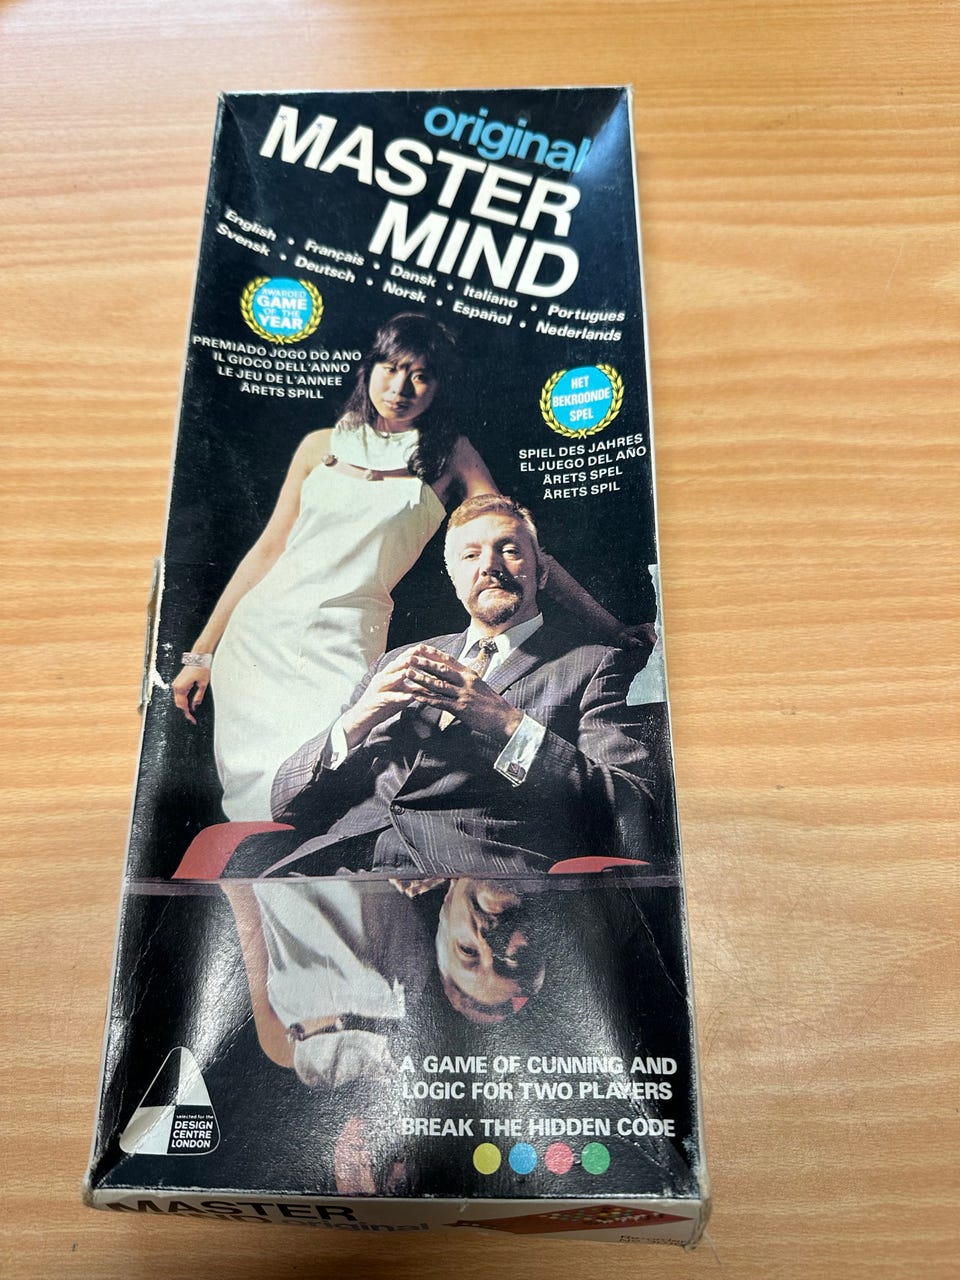 original
MASTER
MIND
English • Français • Dansk • Italiano • Portugues
Svensk • Deutsch • Norsk • Español • Nederlands
AWARDED
GAME
OF THE
YEAR
PREMIADO JOGO DO ANO
IL GIOCO DELL'ANNO
LE JEU DE L'ANNEE
ÅRETS SPILL
HET
BEKROONDE
SPEL
SPIEL DES JAHRES
EL JUEGO DEL AÑO
ÅRETS SPEL
ÅRETS SPIL
A GAME OF CUNNING AND
LOGIC FOR TWO PLAYERS
BREAK THE HIDDEN CODE
selected for the
DESIGN
CENTRE
LONDON
MASTER
MIND original